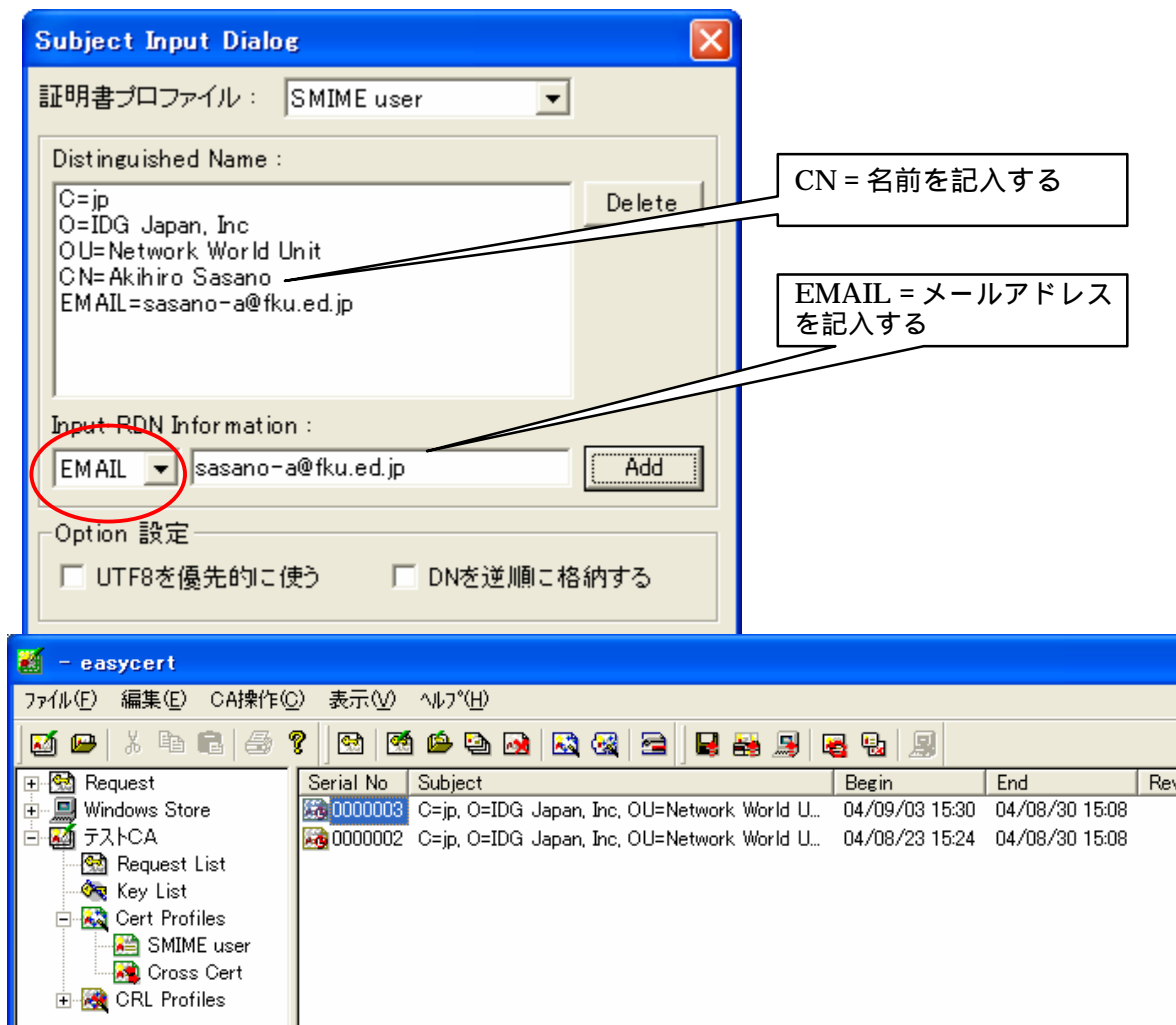 Subject Input Dialog
証明書プロファイル : SMIME user
Distinguished Name :
C=jp
O=IDG Japan, Inc
OU=Network World Unit
CN=Akihiro Sasano
EMAIL=sasano-a@fku.ed.jp
Delete
CN = 名前を記入する
EMAIL = メールアドレス
を記入する
Input RDN Information :
EMAIL sasano-a@fku.ed.jp Add
Option 設定
UTF8を優先的に使う DNを逆順に格納する
- easycert
ファイル(F) 編集(E) CA操作(C) 表示(V) ヘルプ(H)
Request
Windows Store
テストCA
Request List
Key List
Cert Profiles
SMIME user
Cross Cert
CRL Profiles
Serial No Subject Begin End Rev
0000003 C=jp, O=IDG Japan, Inc, OU=Network World U... 04/09/03 15:30 04/08/30 15:08
0000002 C=jp, O=IDG Japan, Inc, OU=Network World U... 04/08/23 15:24 04/08/30 15:08